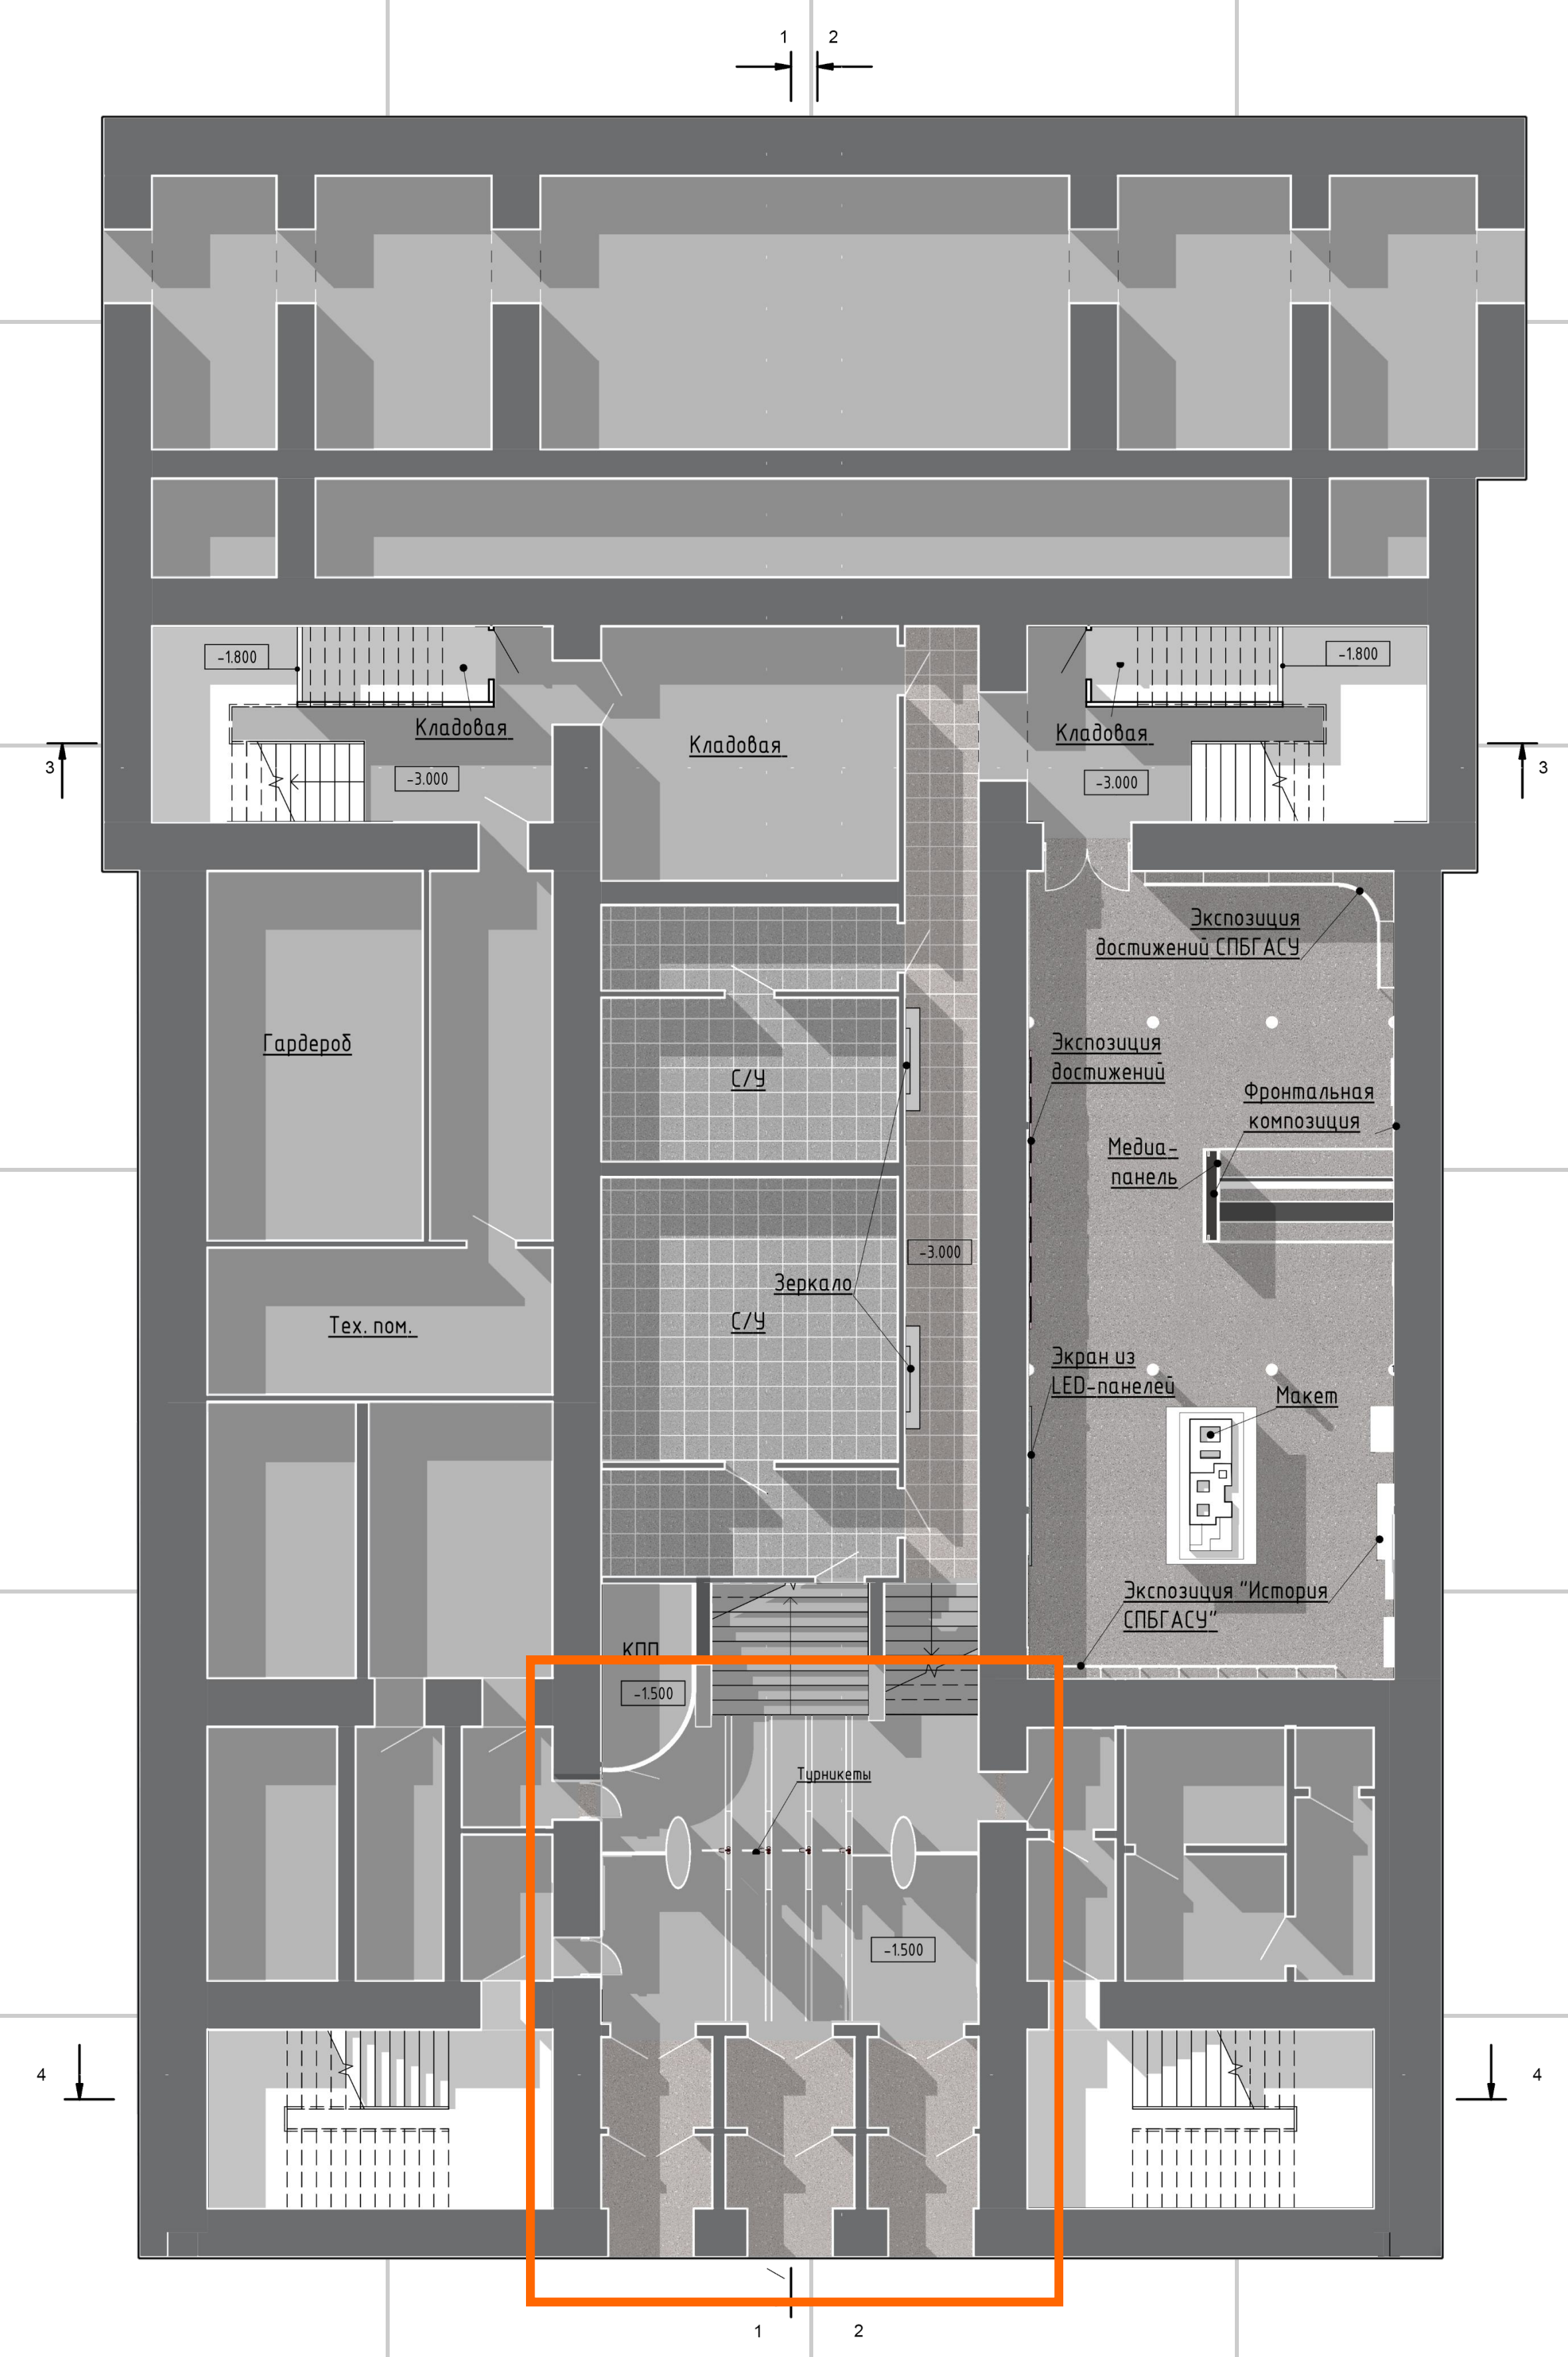 1 2
-1.800
-1.800
Кладовая
Кладовая
Кладовая
3
-3.000
-3.000
3
Экспозиция
достижений СПБГАСУ
Гардероб
Экспозиция
достижений
С/У
Фронтальная
композиция
Медиа-
панель
-3.000
Зеркало
Тех. пом.
С/У
Экран из
LED-панелей
Макет
Экспозиция "История
СПБГАСУ"
КПП
-1.500
Турникеты
-1.500
4
4
1 2